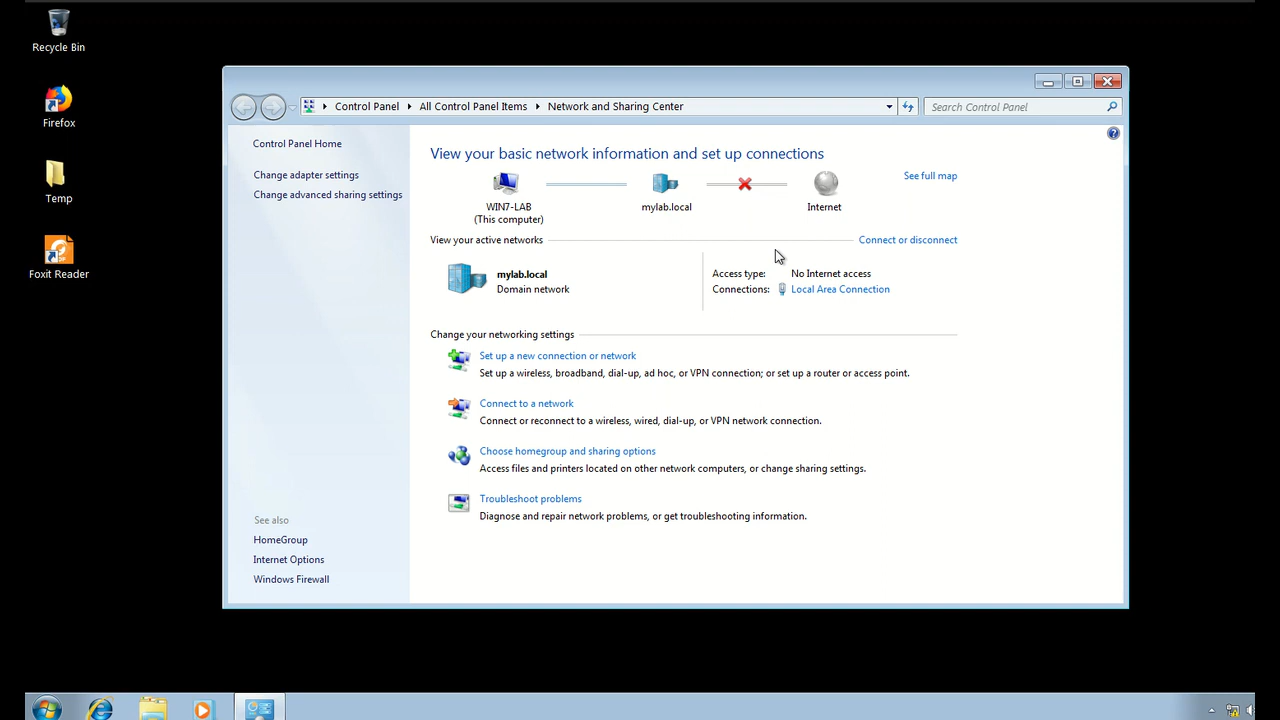 Recycle Bin
Firefox
Temp
Foxit Reader
Control Panel All Control Panel Items Network and Sharing Center
Search Control Panel
Control Panel Home
Change adapter settings
Change advanced sharing settings
See also
HomeGroup
Internet Options
Windows Firewall
View your basic network information and set up connections
See full map
WIN7-LAB
(This computer)
mylab.local
Internet
View your active networks
Connect or disconnect
mylab.local
Domain network
Access type: No Internet access
Connections: Local Area Connection
Change your networking settings
Set up a new connection or network
Set up a wireless, broadband, dial-up, ad hoc, or VPN connection; or set up a router or access point.
Connect to a network
Connect or reconnect to a wireless, wired, dial-up, or VPN network connection.
Choose homegroup and sharing options
Access files and printers located on other network computers, or change sharing settings.
Troubleshoot problems
Diagnose and repair network problems, or get troubleshooting information.